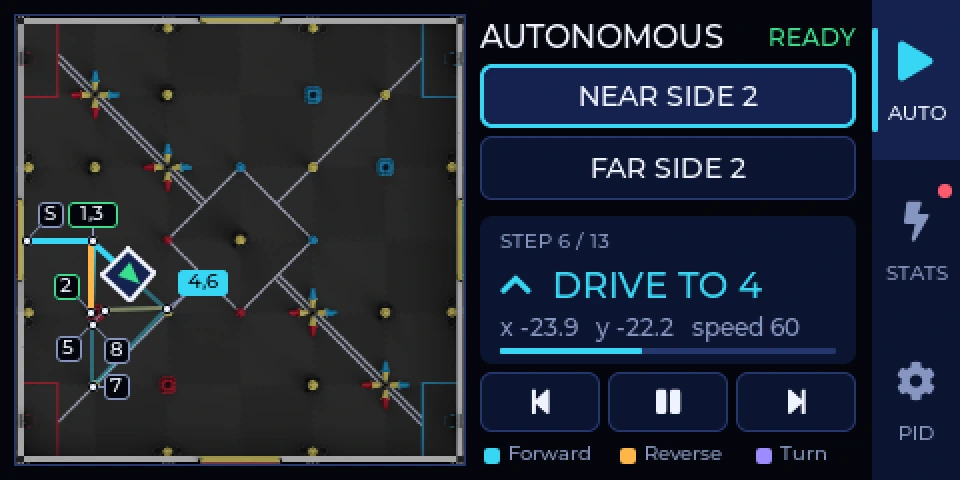 AUTONOMOUS READY
NEAR SIDE 2
FAR SIDE 2
STEP 6 / 13
DRIVE TO 4
x -23.9 y -22.2 speed 60
Forward Reverse Turn
S 1,3
2 4,6
5 8
7
AUTO
STATS
PID